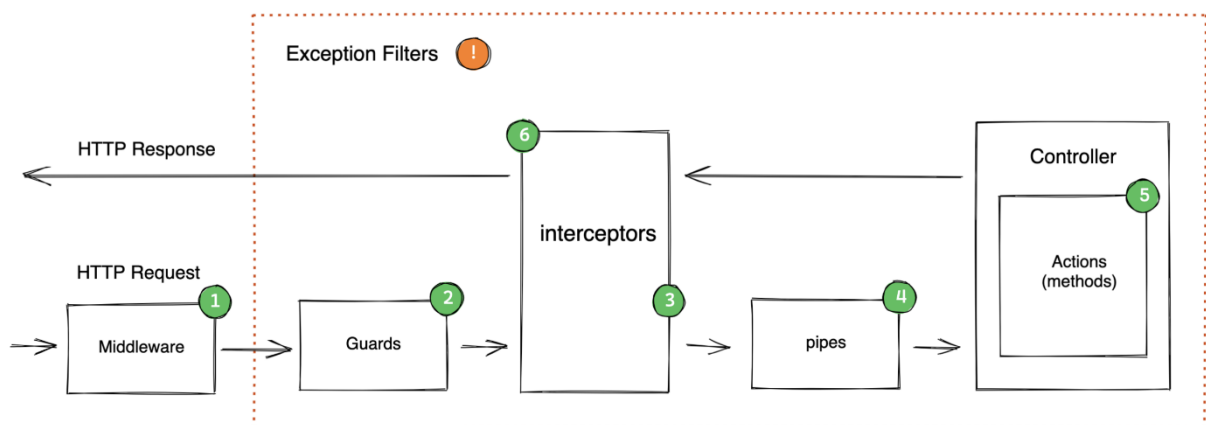 Exception Filters !
6
HTTP Response
Controller
5
interceptors
Actions
(methods)
HTTP Request
1
2
3
4
Middleware
Guards
pipes